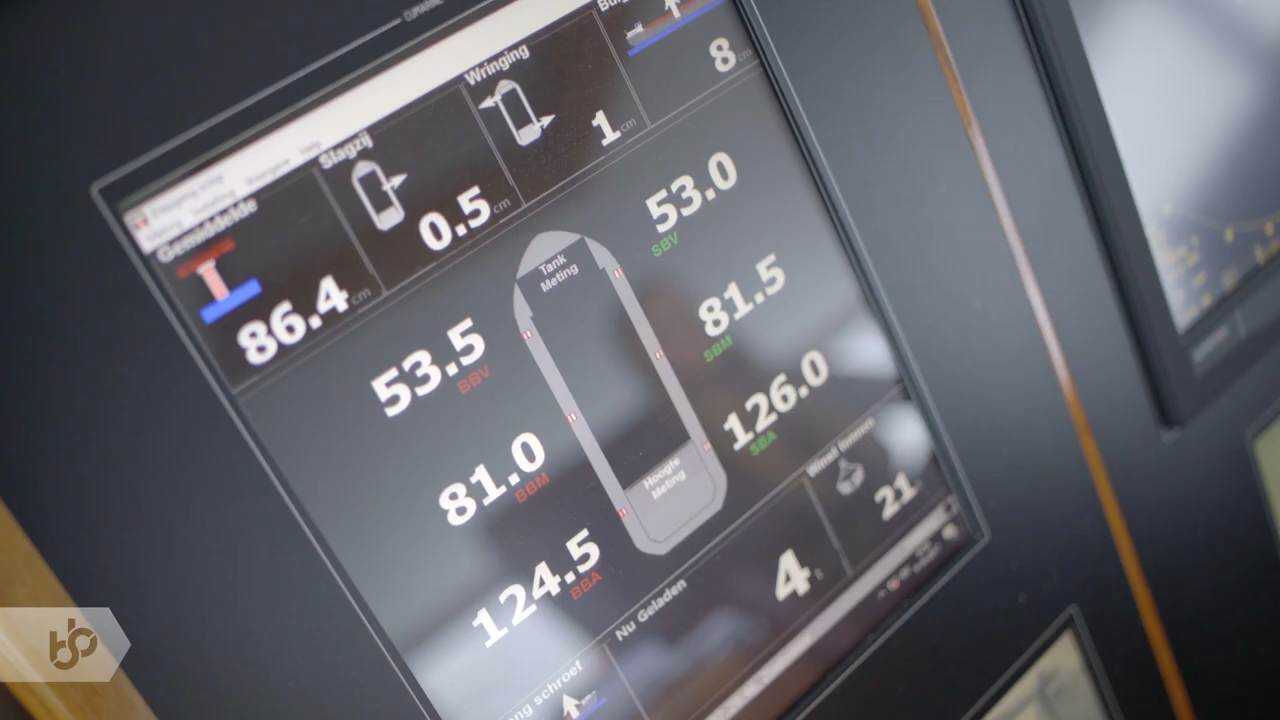 Gemiddelde
86.4 cm
Slagzij
0.5 cm
Wringing
1 cm
8 cm
Tank
Meting
53.5
BBV
53.0
SBV
81.0
BBM
81.5
SBM
124.5
BBA
126.0
SBA
Hoogte
Meting
Nu Geladen
4 t
21
schroef